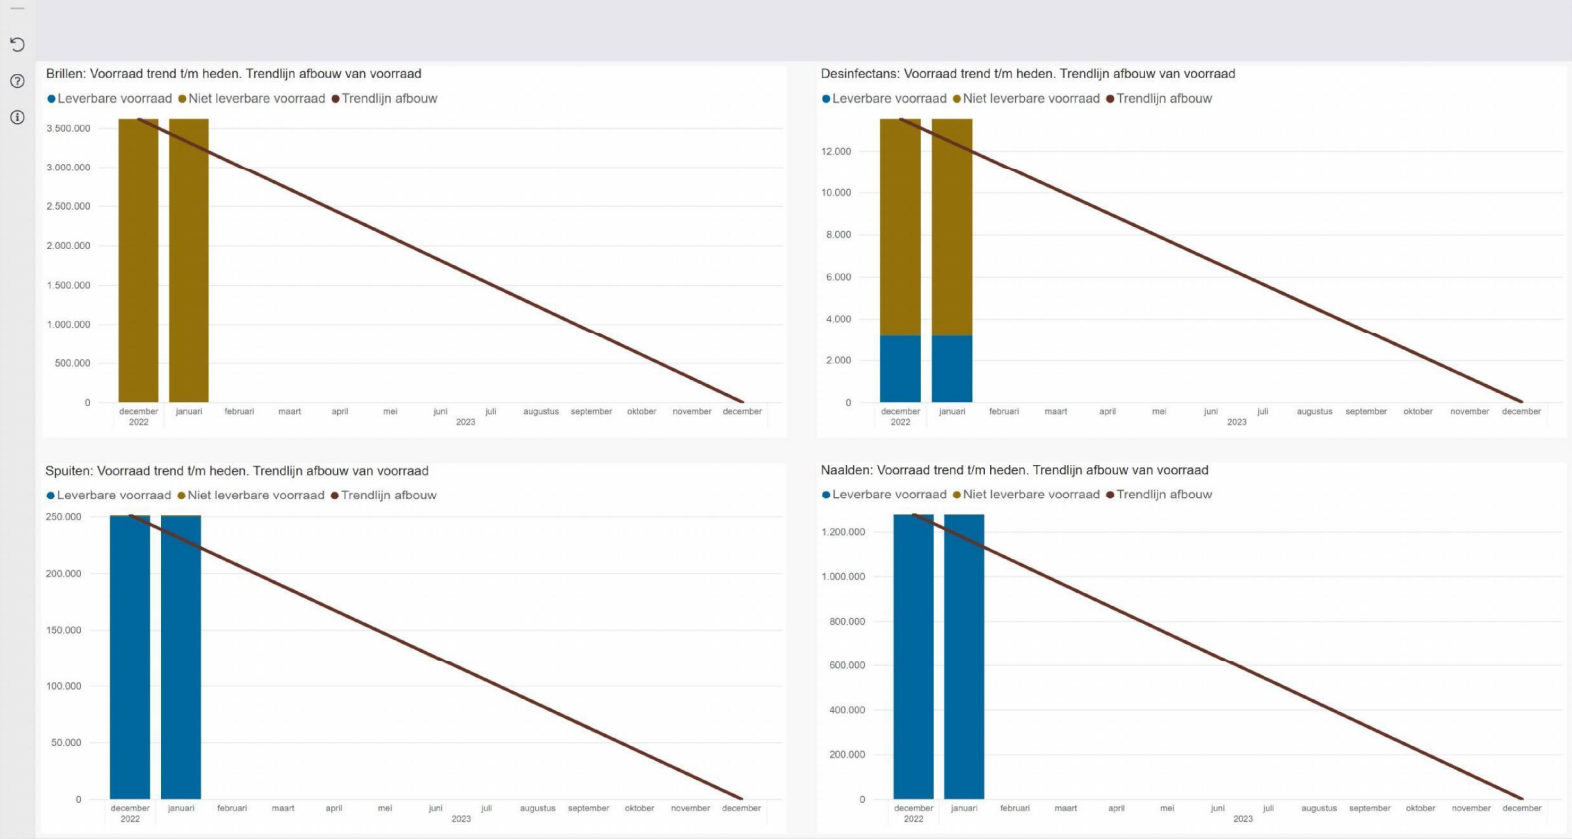 Brillen: Voorraad trend t/m heden. Trendlijn afbouw van voorraad
Leverbare voorraad Niet leverbare voorraad Trendlijn afbouw
3.500.000
3.000.000
2.500.000
2.000.000
1.500.000
1.000.000
500.000
0
december januari februari maart april mei juni juli augustus september oktober november december
2022 2023
Desinfectans: Voorraad trend t/m heden. Trendlijn afbouw van voorraad
Leverbare voorraad Niet leverbare voorraad Trendlijn afbouw
12.000
10.000
8.000
6.000
4.000
2.000
0
december januari februari maart april mei juni juli augustus september oktober november december
2022 2023
Spuiten: Voorraad trend t/m heden. Trendlijn afbouw van voorraad
Leverbare voorraad Niet leverbare voorraad Trendlijn afbouw
250.000
200.000
150.000
100.000
50.000
0
december januari februari maart april mei juni juli augustus september oktober november december
2022 2023
Naalden: Voorraad trend t/m heden. Trendlijn afbouw van voorraad
Leverbare voorraad Niet leverbare voorraad Trendlijn afbouw
1.200.000
1.000.000
800.000
600.000
400.000
200.000
0
december januari februari maart april mei juni juli augustus september oktober november december
2022 2023